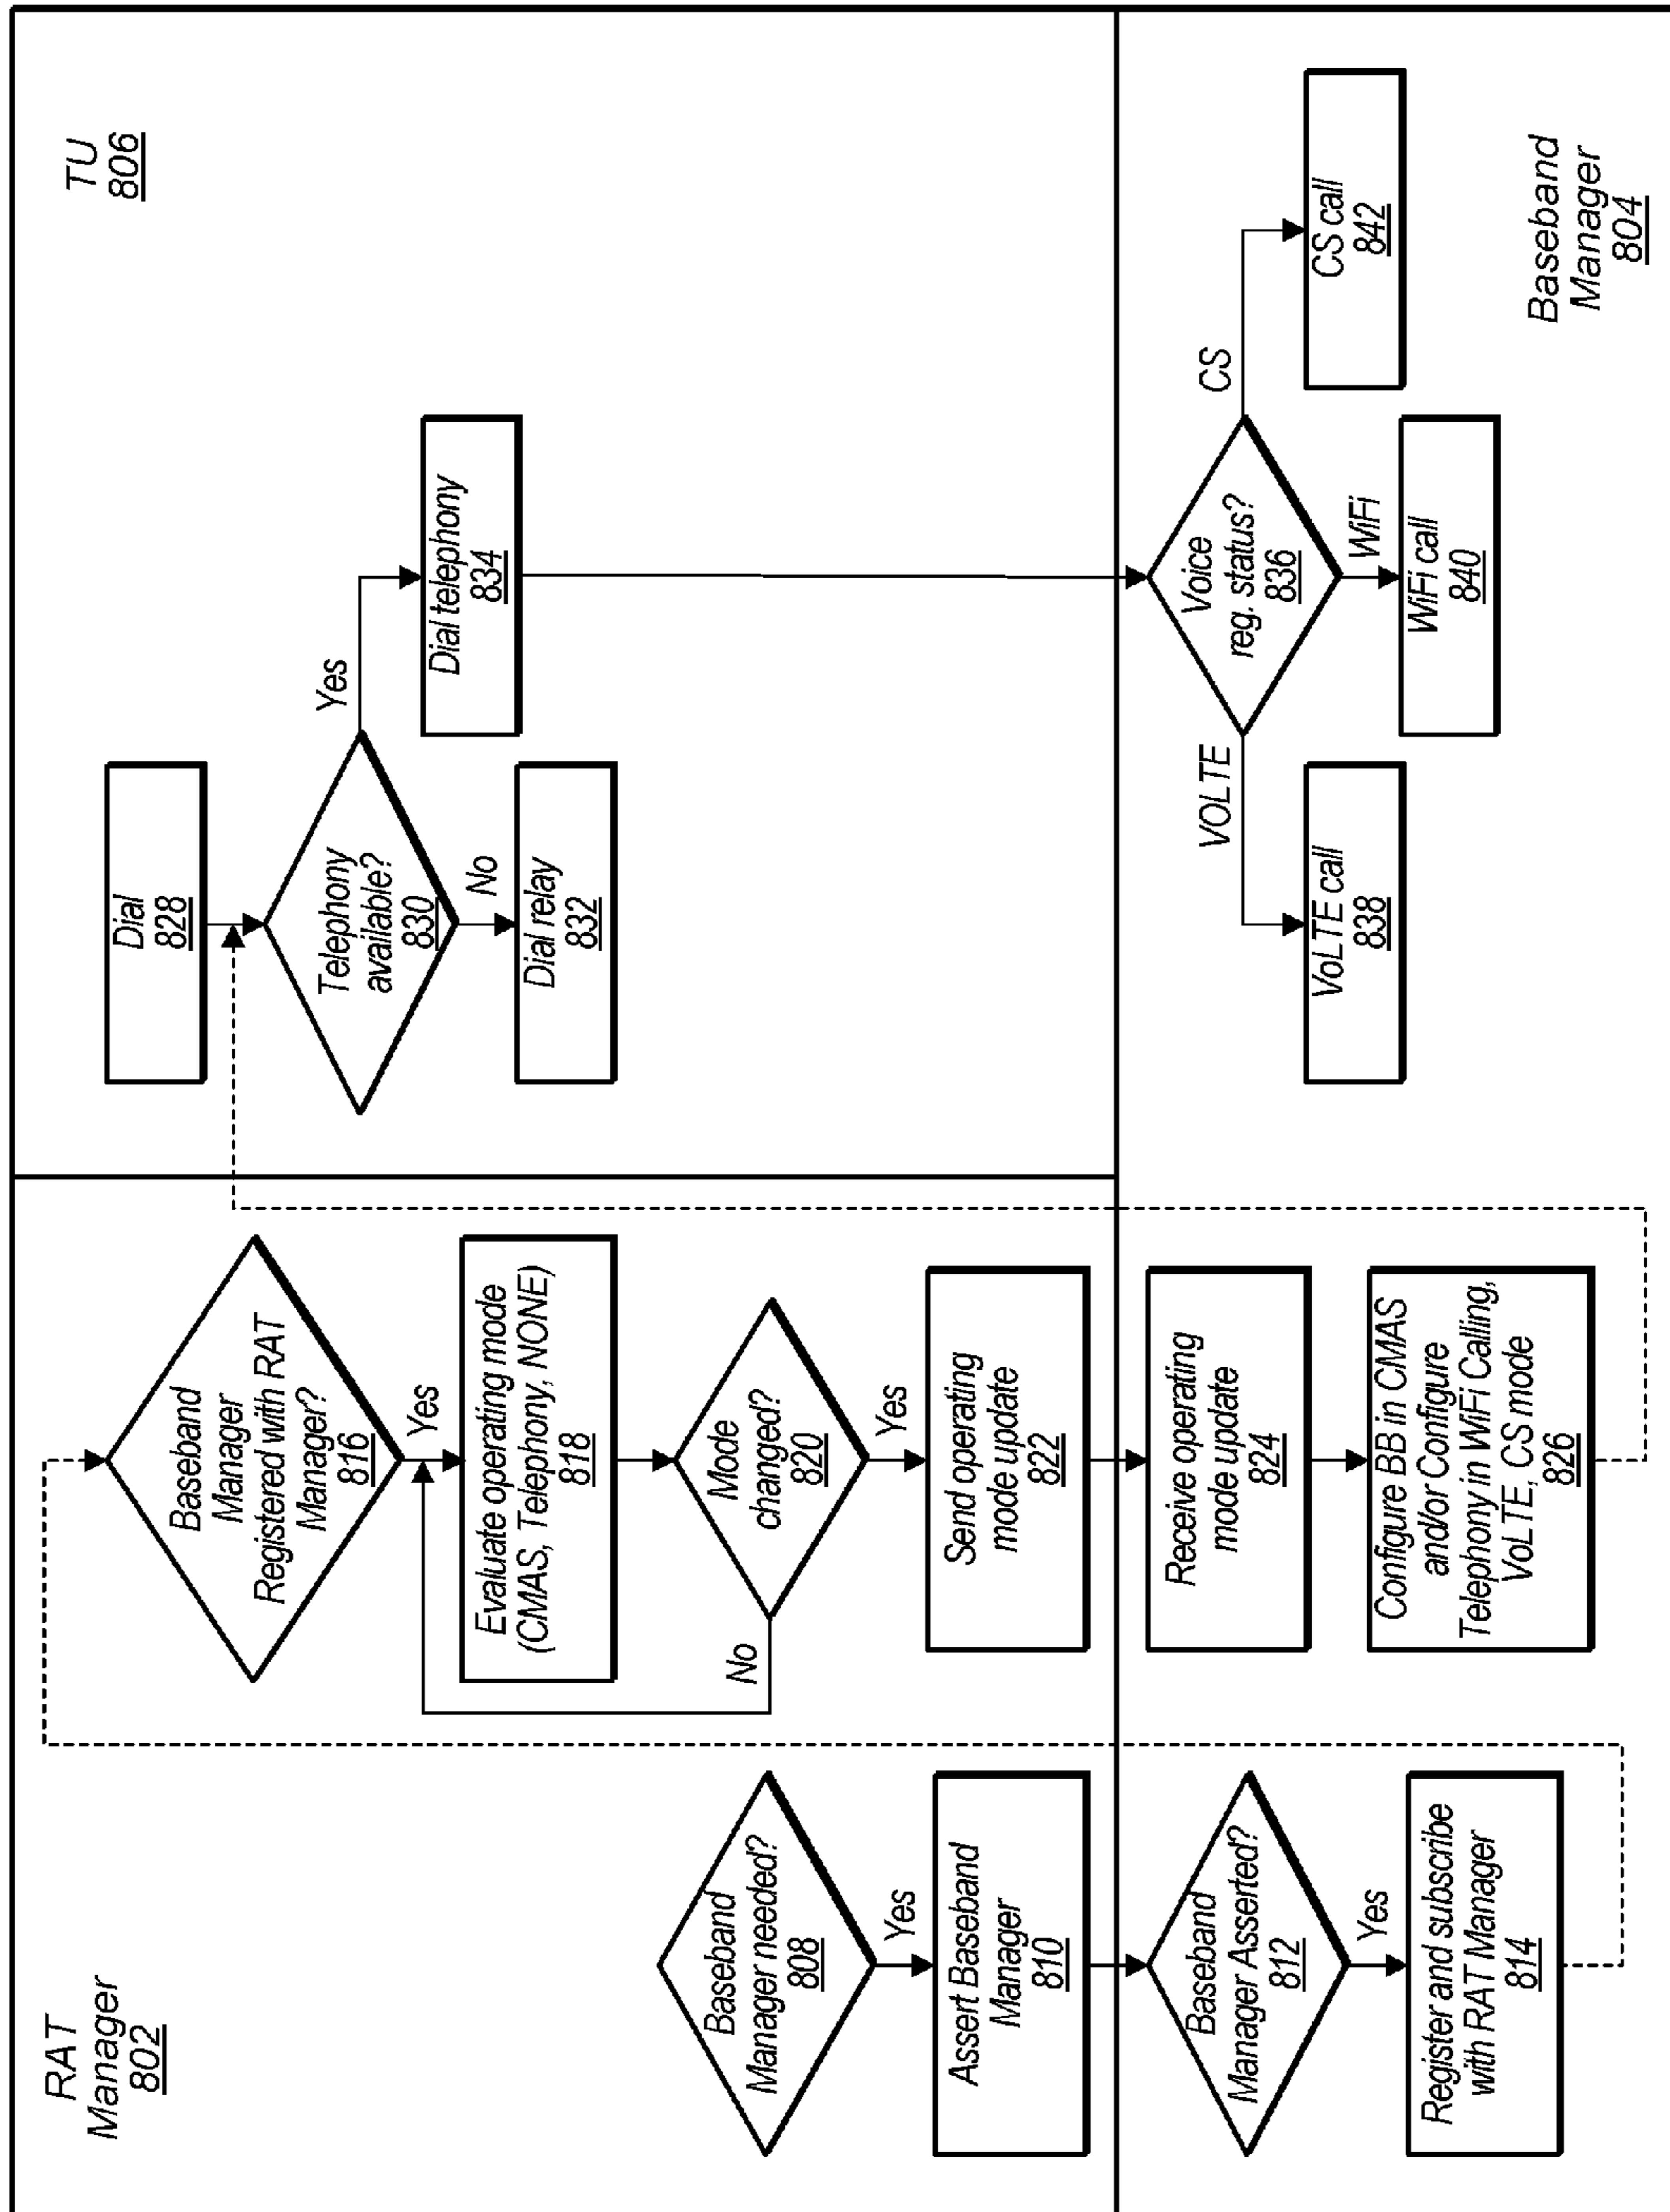 RAT
Manager
802
Baseband
Manager needed?
808
Yes
Assert Baseband
Manager
810
Baseband
Manager Asserted?
812
Yes
Register and subscribe
with RAT Manager
814
Baseband
Manager
Registered with RAT
Manager?
816
Yes
Evaluate operating mode
(CMAS, Telephony, NONE)
818
Mode
changed?
820
No
Yes
Send operating
mode update
822
Receive operating
mode update
824
Configure BB in CMAS
and/or Configure
Telephony in WiFi Calling,
VoLTE, CS mode
826
TU
806
Dial
828
Telephony
available?
830
Yes
No
Dial relay
832
Dial telephony
834
Voice
reg. status?
836
VOLTE
WiFi
CS
VoLTE call
838
WiFi call
840
CS call
842
Baseband
Manager
804